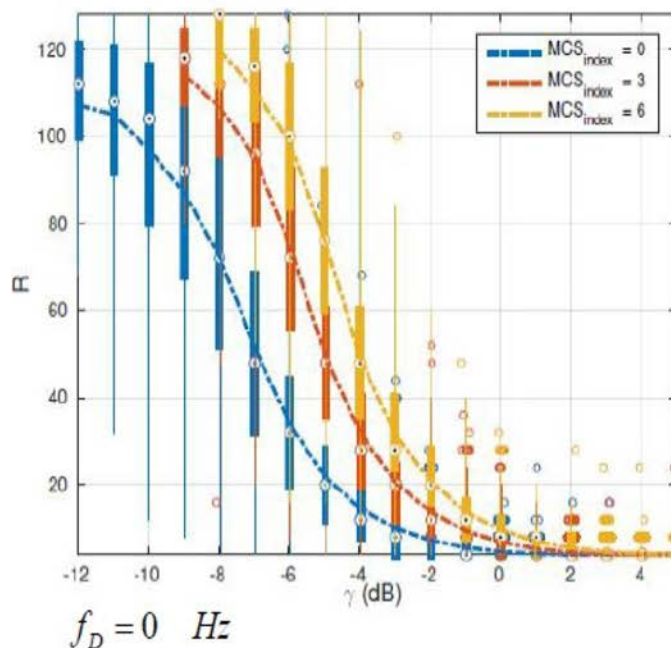 120
100
80
60
40
20
R
MCS_index = 0
MCS_index = 3
MCS_index = 6
-12 -10 -8 -6 -4 -2 0 2 4
γ (dB)
f_D = 0 Hz